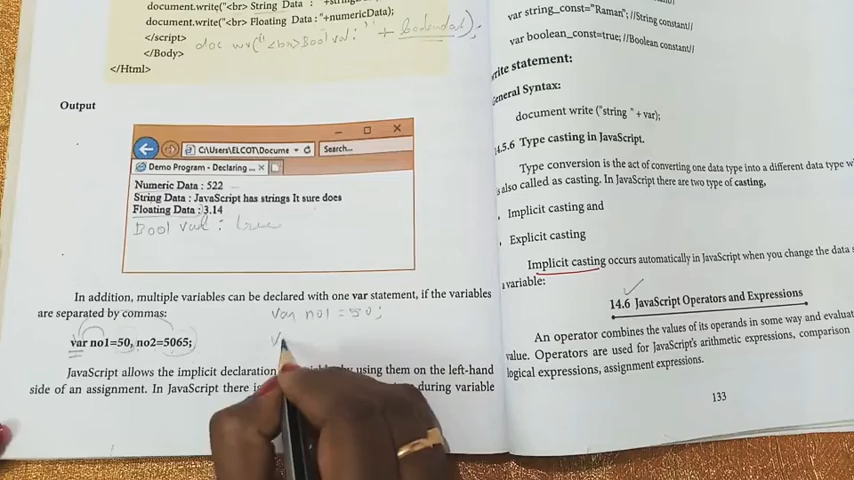 document.write("<br> String Data : "+str
document.write("<br> Floating Data :"+numericData);
</script>
doc wr("<br>Bool val: " +
</Body>
</Html>
Output
C:\Users\ELCOT\Docume
Search...
Demo Program - Declaring ...
Numeric Data : 522
String Data : JavaScript has strings It sure does
Floating Data : 3.14
Bool val : true
In addition, multiple variables can be declared with one var statement, if the variables
are separated by commas:
var no1 = 50;
var no1=50, no2=5065;
V
JavaScript allows the implicit declaration by using them on the left-hand
side of an assignment. In JavaScript there during variable
var string_const="Raman"; //String constant//
var boolean_const=true; //Boolean constant//
write statement:
General Syntax:
document write ("string " + var);
14.5.6 Type casting in JavaScript.
Type conversion is the act of converting one data type into a different data type w
is also called as casting. In JavaScript there are two type of casting,
Implicit casting and
Explicit casting
Implicit casting occurs automatically in JavaScript when you change the data
a variable:
14.6 JavaScript Operators and Expressions
An operator combines the values of its operands in some way and evaluat
value. Operators are used for JavaScript's arithmetic expressions, comparison
logical expressions, assignment expressions.
133